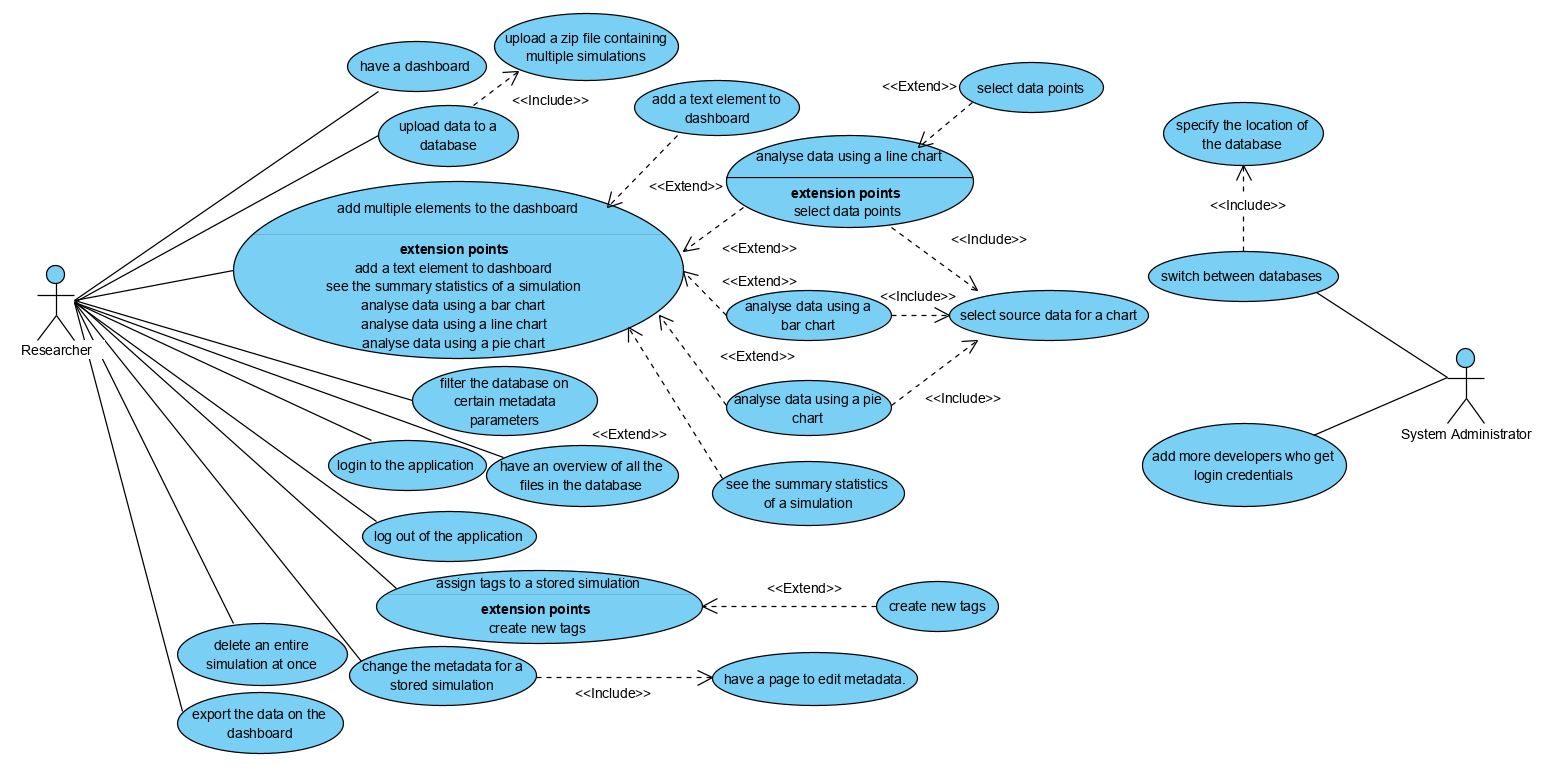 upload a zip file containing
multiple simulations
have a dashboard
<<Include>>
upload data to a
database
add a text element to
dashboard
<<Extend>>
select data points
<<Extend>>
analyse data using a line chart
extension points
select data points
specify the location of
the database
<<Include>>
switch between databases
add multiple elements to the dashboard
extension points
add a text element to dashboard
see the summary statistics of a simulation
analyse data using a bar chart
analyse data using a line chart
analyse data using a pie chart
<<Extend>>
<<Include>>
<<Extend>>
<<Include>>
analyse data using a
bar chart
select source data for a chart
Researcher
<<Extend>>
analyse data using a pie
chart
<<Include>>
filter the database on
certain metadata
parameters
<<Extend>>
System Administrator
add more developers who get
login credentials
login to the application
have an overview of all the
files in the database
see the summary statistics
of a simulation
log out of the application
assign tags to a stored simulation
extension points
create new tags
<<Extend>>
create new tags
delete an entire
simulation at once
change the metadata for a
stored simulation
<<Include>>
have a page to edit metadata.
export the data on the
dashboard